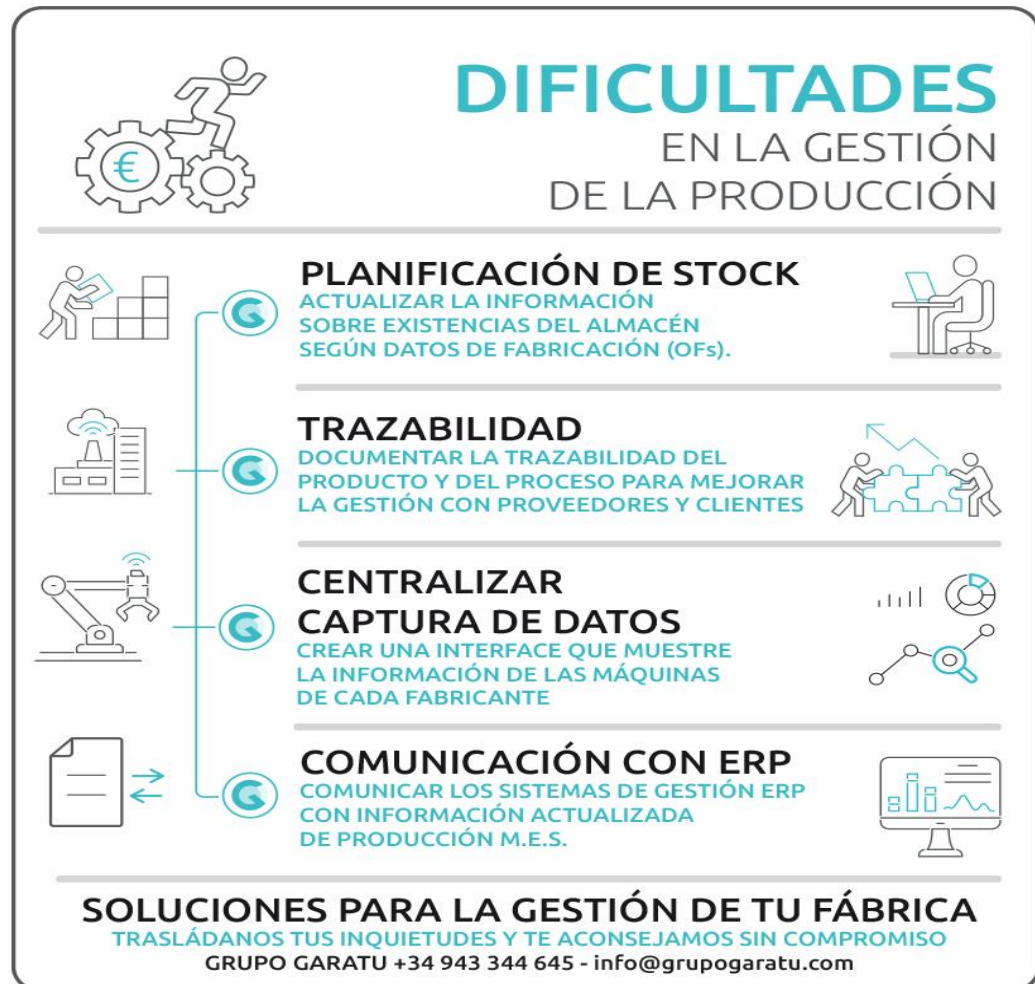 €
DIFICULTADES
EN LA GESTIÓN
DE LA PRODUCCIÓN
PLANIFICACIÓN DE STOCK
ACTUALIZAR LA INFORMACIÓN
SOBRE EXISTENCIAS DEL ALMACÉN
SEGÚN DATOS DE FABRICACIÓN (OFs).
TRAZABILIDAD
DOCUMENTAR LA TRAZABILIDAD DEL
PRODUCTO Y DEL PROCESO PARA MEJORAR
LA GESTIÓN CON PROVEEDORES Y CLIENTES
CENTRALIZAR
CAPTURA DE DATOS
CREAR UNA INTERFACE QUE MUESTRE
LA INFORMACIÓN DE LAS MÁQUINAS
DE CADA FABRICANTE
COMUNICACIÓN CON ERP
COMUNICAR LOS SISTEMAS DE GESTIÓN ERP
CON INFORMACIÓN ACTUALIZADA
DE PRODUCCIÓN M.E.S.
SOLUCIONES PARA LA GESTIÓN DE TU FÁBRICA
TRASLÁDANOS TUS INQUIETUDES Y TE ACONSEJAMOS SIN COMPROMISO
GRUPO GARATU +34 943 344 645 - info@grupogaratu.com